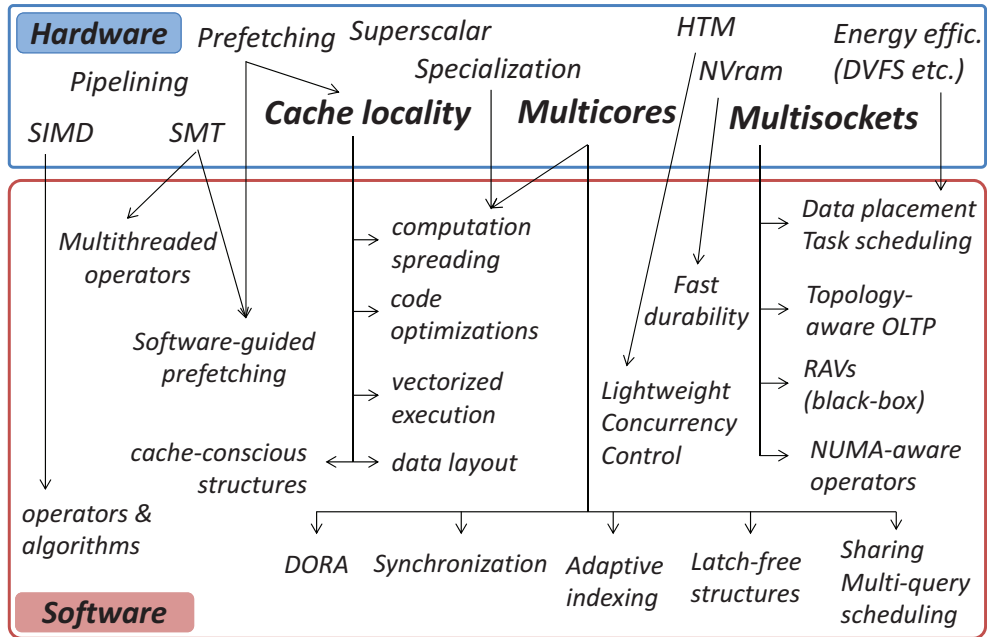 Hardware
Prefetching
Superscalar
HTM
Energy effic.
(DVFS etc.)
Pipelining
Specialization
NVram
SIMD
SMT
Cache locality
Multicores
Multisockets
Multithreaded
operators
computation
spreading
Data placement
Task scheduling
Fast
durability
code
optimizations
Topology-
aware OLTP
Software-guided
prefetching
vectorized
execution
Lightweight
Concurrency
Control
RAVs
(black-box)
cache-conscious
structures
data layout
NUMA-aware
operators
operators &
algorithms
DORA
Synchronization
Adaptive
indexing
Latch-free
structures
Sharing
Multi-query
scheduling
Software